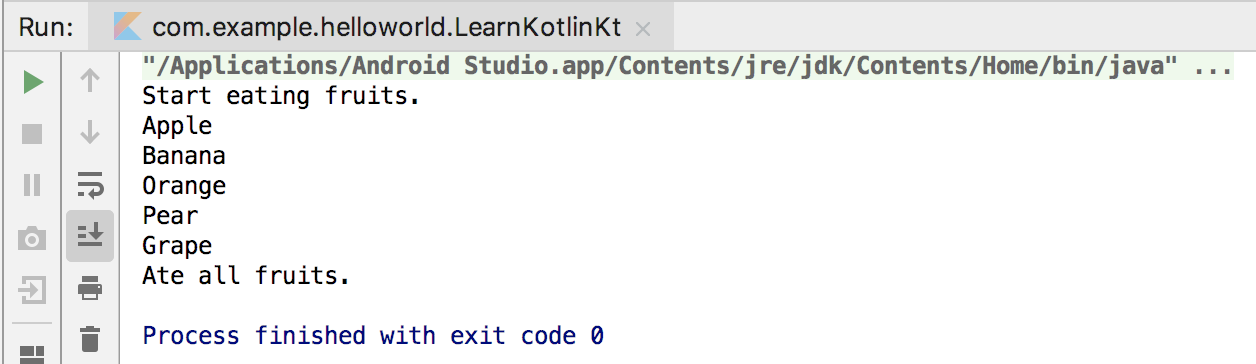 Run: com.example.helloworld.LearnKotlinKt
"/Applications/Android Studio.app/Contents/jre/jdk/Contents/Home/bin/java" ...
Start eating fruits.
Apple
Banana
Orange
Pear
Grape
Ate all fruits.
Process finished with exit code 0